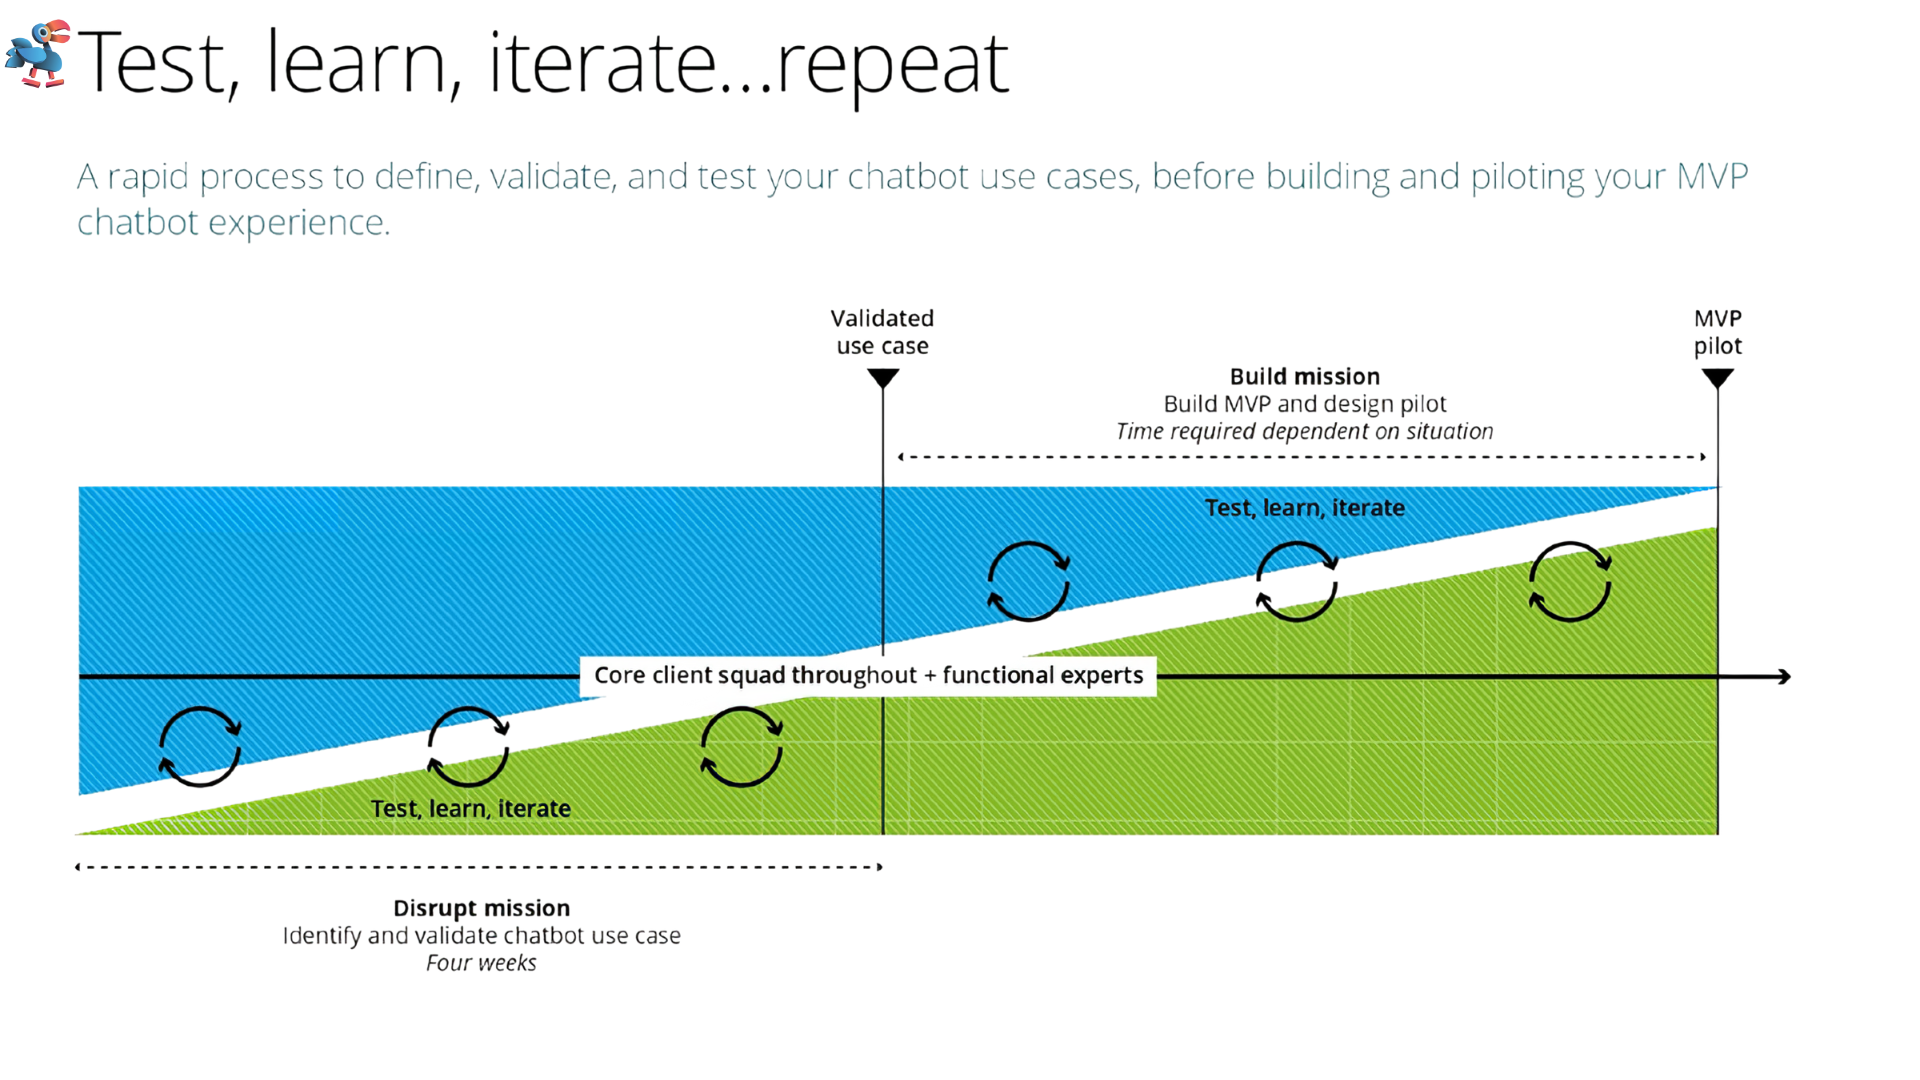 Test, learn, iterate...repeat
A rapid process to define, validate, and test your chatbot use cases, before building and piloting your MVP
chatbot experience.
Validated
use case
MVP
pilot
Build mission
Build MVP and design pilot
Time required dependent on situation
Test, learn, iterate
Core client squad throughout + functional experts
Test, learn, iterate
Disrupt mission
Identify and validate chatbot use case
Four weeks